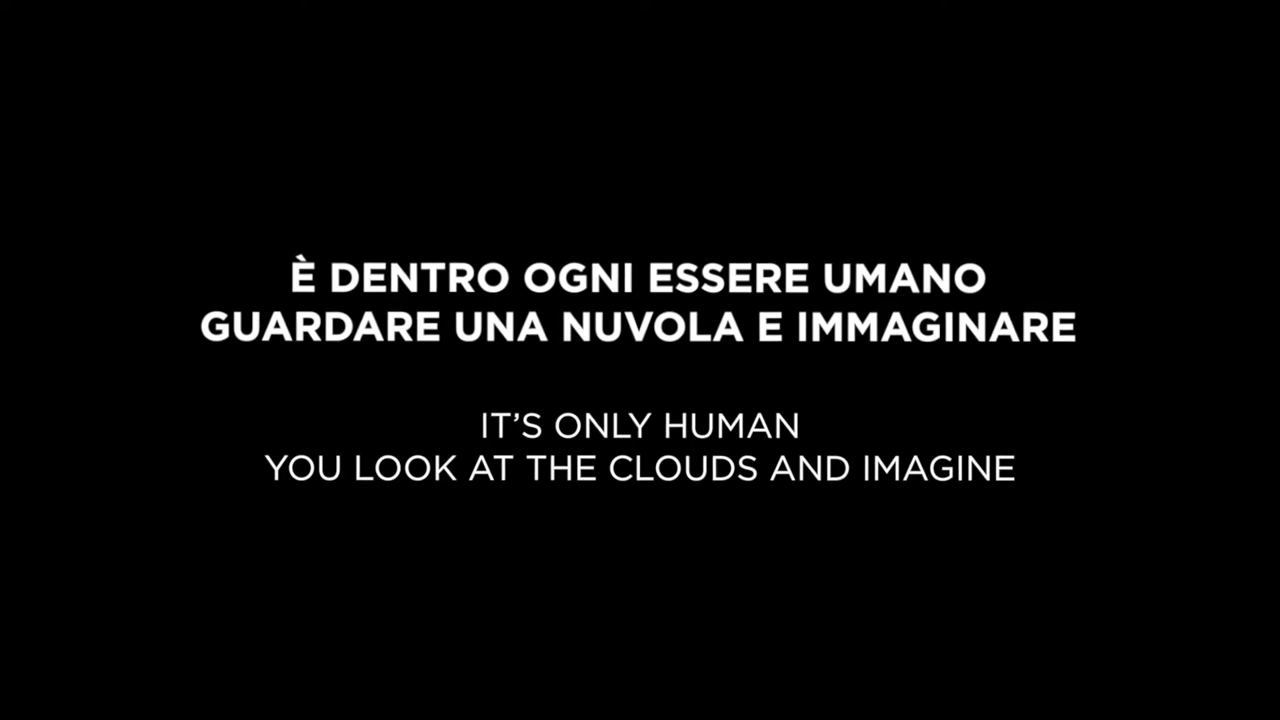 È DENTRO OGNI ESSERE UMANO
GUARDARE UNA NUVOLA E IMMAGINARE
IT’S ONLY HUMAN
YOU LOOK AT THE CLOUDS AND IMAGINE